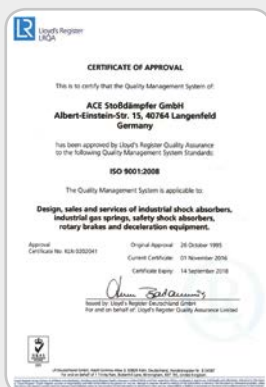 Lloyd's Register
LRQA
CERTIFICATE OF APPROVAL
This is to certify that the Quality Management System of:
ACE Stoßdämpfer GmbH
Albert-Einstein-Str. 15, 40764 Langenfeld
Germany
has been approved by Lloyd's Register Quality Assurance
to the following Quality Management System Standards:
ISO 9001:2008
The Quality Management System is applicable to:
Design, sales and services of industrial shock absorbers,
industrial gas springs, safety shock absorbers,
rotary brakes and deceleration equipment.
Approval Original Approval: 26 October 1995
Certificate No: KLN 0202041 Current Certificate: 01 November 2016
Certificate Expiry: 14 September 2018
Issued by: Lloyd's Register Deutschland GmbH
For and on behalf of: Lloyd's Register Quality Assurance Limited
UKAS